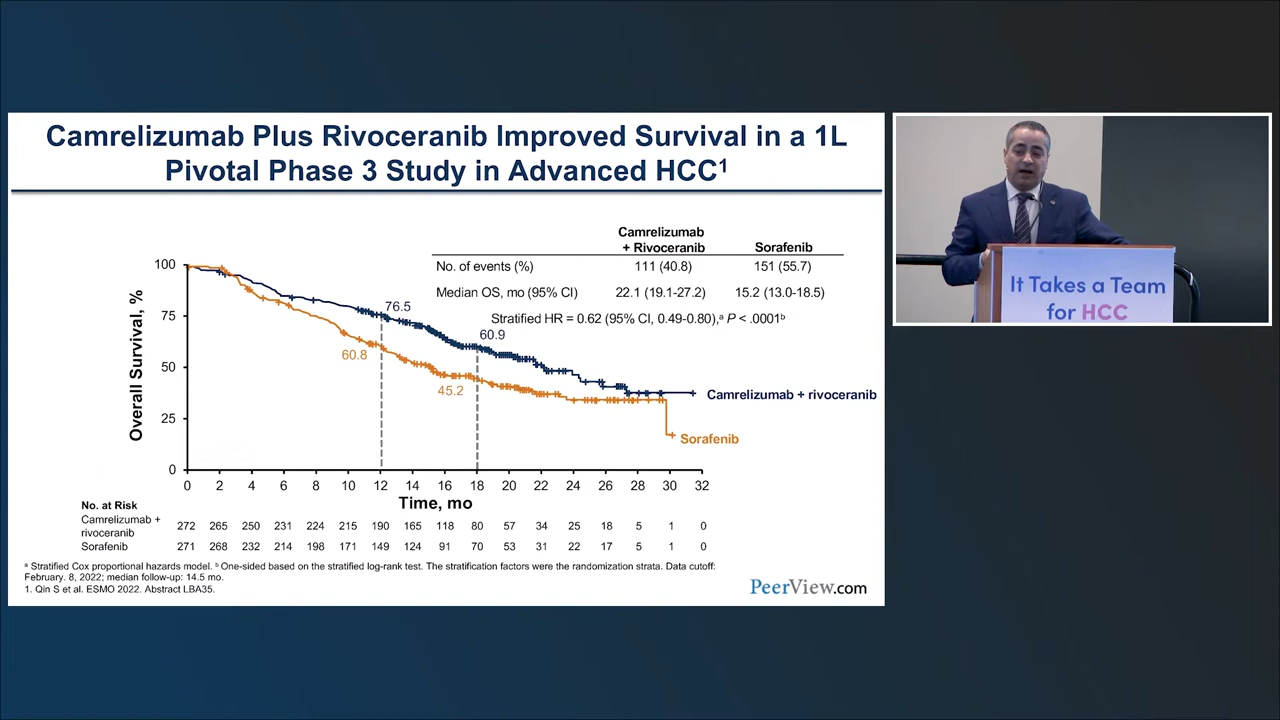 Camrelizumab Plus Rivoceranib Improved Survival in a 1L
Pivotal Phase 3 Study in Advanced HCC¹
Camrelizumab
+ Rivoceranib
Sorafenib
No. of events (%) 111 (40.8) 151 (55.7)
Median OS, mo (95% CI) 22.1 (19.1-27.2) 15.2 (13.0-18.5)
Stratified HR = 0.62 (95% CI, 0.49-0.80),ᵃ P < .0001ᵇ
Overall Survival, %
100
75
50
25
0
76.5
60.9
60.8
45.2
Camrelizumab + rivoceranib
Sorafenib
0 2 4 6 8 10 12 14 16 18 20 22 24 26 28 30 32
Time, mo
No. at Risk
Camrelizumab +
rivoceranib
272 265 250 231 224 215 190 165 118 80 57 34 25 18 5 1 0
Sorafenib 271 268 232 214 198 171 149 124 91 70 53 31 22 17 5 1 0
ᵃ Stratified Cox proportional hazards model. ᵇ One-sided based on the stratified log-rank test. The stratification factors were the randomization strata. Data cutoff:
February. 8, 2022; median follow-up: 14.5 mo.
1. Qin S et al. ESMO 2022. Abstract LBA35.
PeerView.com
It Takes a Team
for HCC